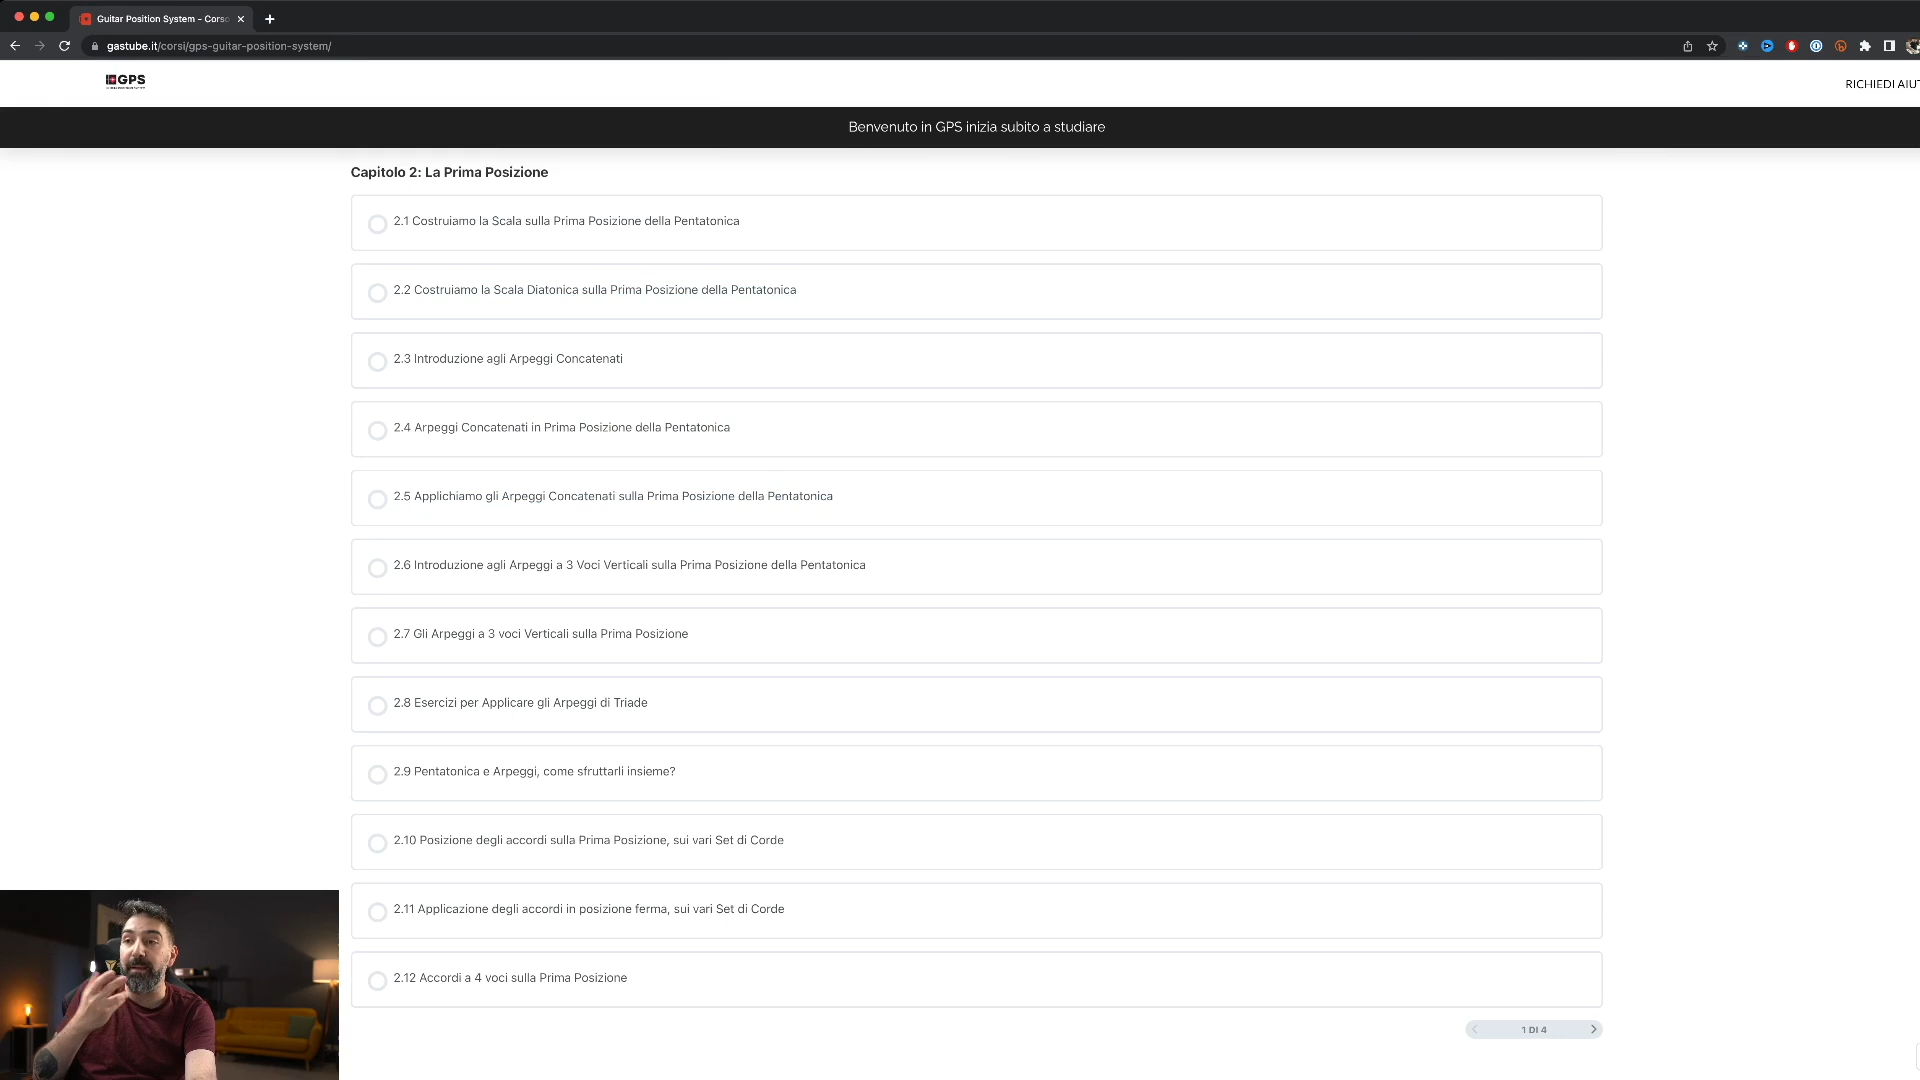 Guitar Position System – Corso
gastube.it/corsi/gps-guitar-position-system/
GPS
RICHIEDI
Benvenuto in GPS inizia subito a studiare
Capitolo 2: La Prima Posizione
2.1 Costruiamo la Scala sulla Prima Posizione della Pentatonica
2.2 Costruiamo la Scala Diatonica sulla Prima Posizione della Pentatonica
2.3 Introduzione agli Arpeggi Concatenati
2.4 Arpeggi Concatenati in Prima Posizione della Pentatonica
2.5 Applichiamo gli Arpeggi Concatenati sulla Prima Posizione della Pentatonica
2.6 Introduzione agli Arpeggi a 3 Voci Verticali sulla Prima Posizione della Pentatonica
2.7 Gli Arpeggi a 3 voci Verticali sulla Prima Posizione
2.8 Esercizi per Applicare gli Arpeggi di Triade
2.9 Pentatonica e Arpeggi, come sfruttarli insieme?
2.10 Posizione degli accordi sulla Prima Posizione, sui vari Set di Corde
2.11 Applicazione degli accordi in posizione ferma, sui vari Set di Corde
2.12 Accordi a 4 voci sulla Prima Posizione
1 DI 4